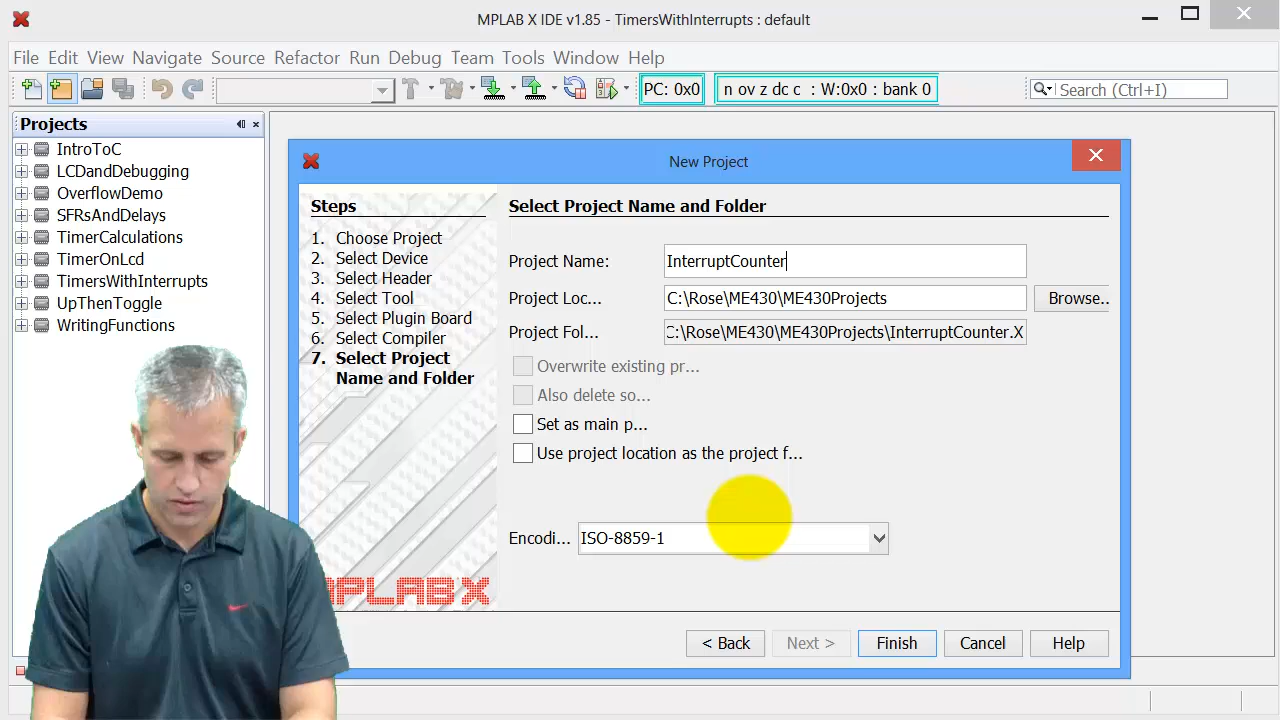 MPLAB X IDE v1.85 - TimersWithInterrupts : default
File Edit View Navigate Source Refactor Run Debug Team Tools Window Help
PC: 0x0 n ov z dc c : W:0x0 : bank 0 Search (Ctrl+I)
Projects
IntroToC
LCDandDebugging
OverflowDemo
SFRsAndDelays
TimerCalculations
TimerOnLcd
TimersWithInterrupts
UpThenToggle
WritingFunctions
New Project
Steps
1. Choose Project
2. Select Device
3. Select Header
4. Select Tool
5. Select Plugin Board
6. Select Compiler
7. Select Project
Name and Folder
MPLAB X
Select Project Name and Folder
Project Name: InterruptCounter
Project Loc... C:\Rose\ME430\ME430Projects Browse..
Project Fol... C:\Rose\ME430\ME430Projects\InterruptCounter.X
Overwrite existing pr...
Also delete so...
Set as main p...
Use project location as the project f...
Encodi... ISO-8859-1
< Back Next > Finish Cancel Help